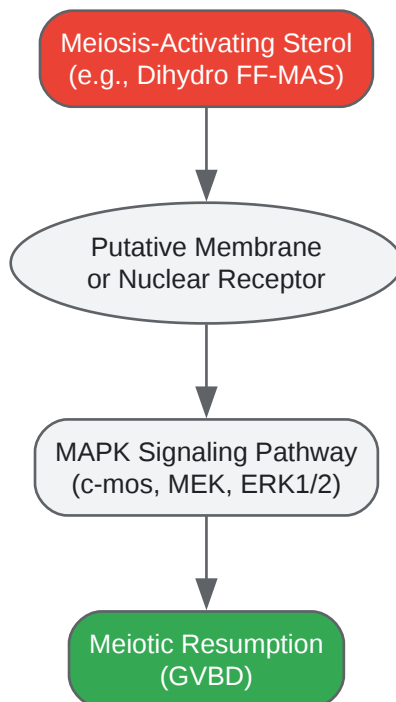 Meiosis-Activating Sterol
(e.g., Dihydro FF-MAS)
Putative Membrane
or Nuclear Receptor
MAPK Signaling Pathway
(c-mos, MEK, ERK1/2)
Meiotic Resumption
(GVBD)